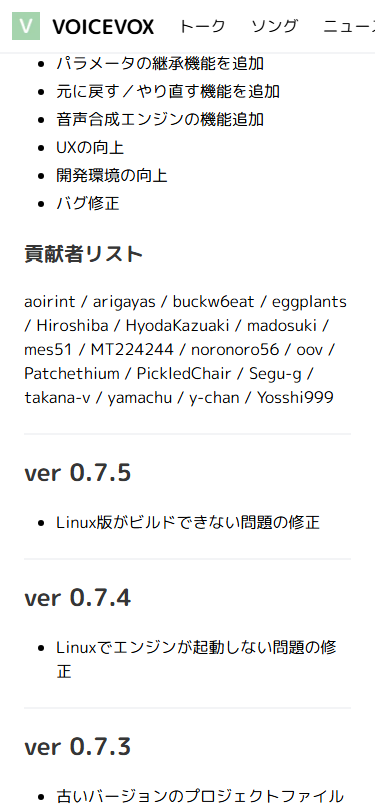 V VOICEVOX トーク ソング ニュース
パラメータの継承機能を追加
元に戻す／やり直す機能を追加
音声合成エンジンの機能追加
UXの向上
開発環境の向上
バグ修正
貢献者リスト
aoirint / arigayas / buckw6eat / eggplants
/ Hiroshiba / HyodaKazuaki / madosuki /
mes51 / MT224244 / noronoro56 / oov /
Patchethium / PickledChair / Segu-g /
takana-v / yamachu / y-chan / Yosshi999
ver 0.7.5
Linux版がビルドできない問題の修正
ver 0.7.4
Linuxでエンジンが起動しない問題の修
正
ver 0.7.3
古いバージョンのプロジェクトファイル